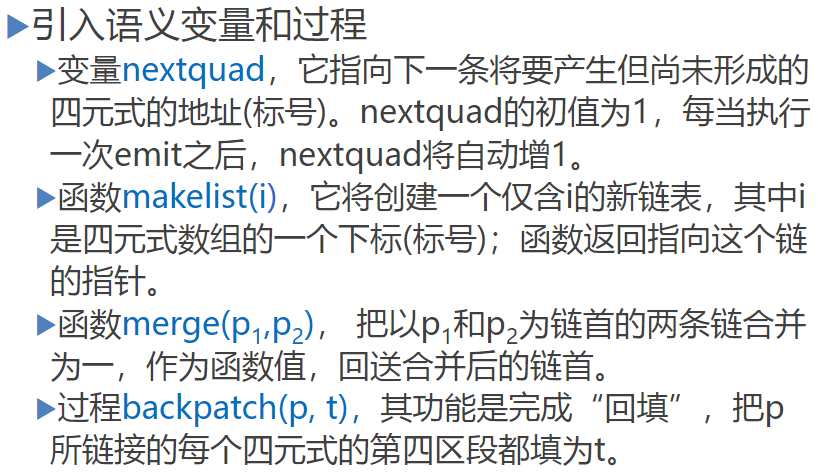 ▶引入语义变量和过程
▶变量nextquad，它指向下一条将要产生但尚未形成的
四元式的地址(标号)。nextquad的初值为1，每当执行
一次emit之后，nextquad将自动增1。
▶函数makelist(i)，它将创建一个仅含i的新链表，其中i
是四元式数组的一个下标(标号)；函数返回指向这个链
的指针。
▶函数merge(p₁,p₂)， 把以p₁和p₂为链首的两条链合并
为一，作为函数值，回送合并后的链首。
▶过程backpatch(p, t)，其功能是完成“回填”，把p
所链接的每个四元式的第四区段都填为t。